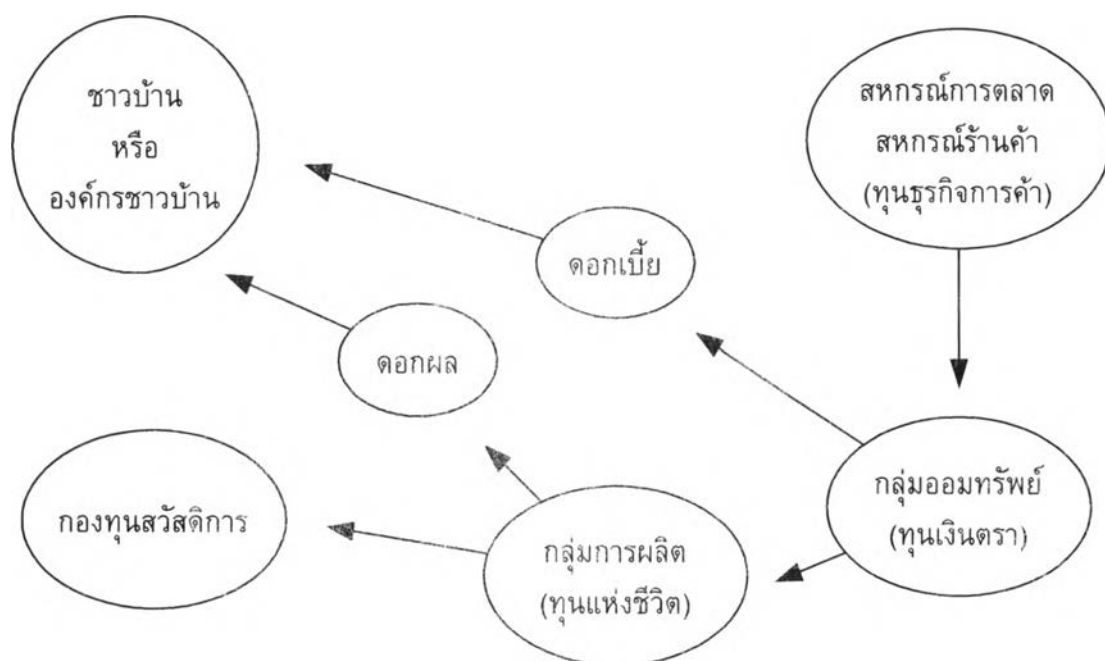 ชาวบ้าน
หรือ
องค์กรชาวบ้าน
สหกรณ์การตลาด
สหกรณ์ร้านค้า
(ทุนธุรกิจการค้า)
ดอกเบี้ย
ดอกผล
กลุ่มออมทรัพย์
(ทุนเงินตรา)
กองทุนสวัสดิการ
กลุ่มการผลิต
(ทุนแห่งชีวิต)